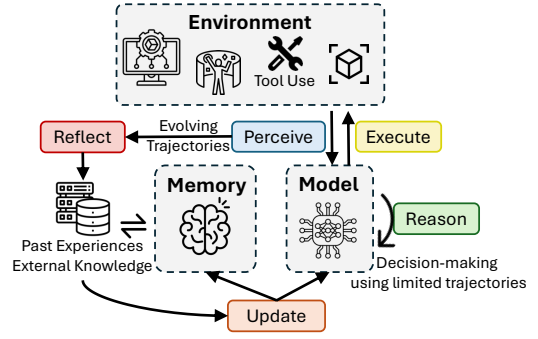 Environment
Tool Use
Reflect
Evolving
Trajectories
Perceive
Execute
Memory
Model
Reason
Past Experiences
External Knowledge
Decision-making
using limited trajectories
Update